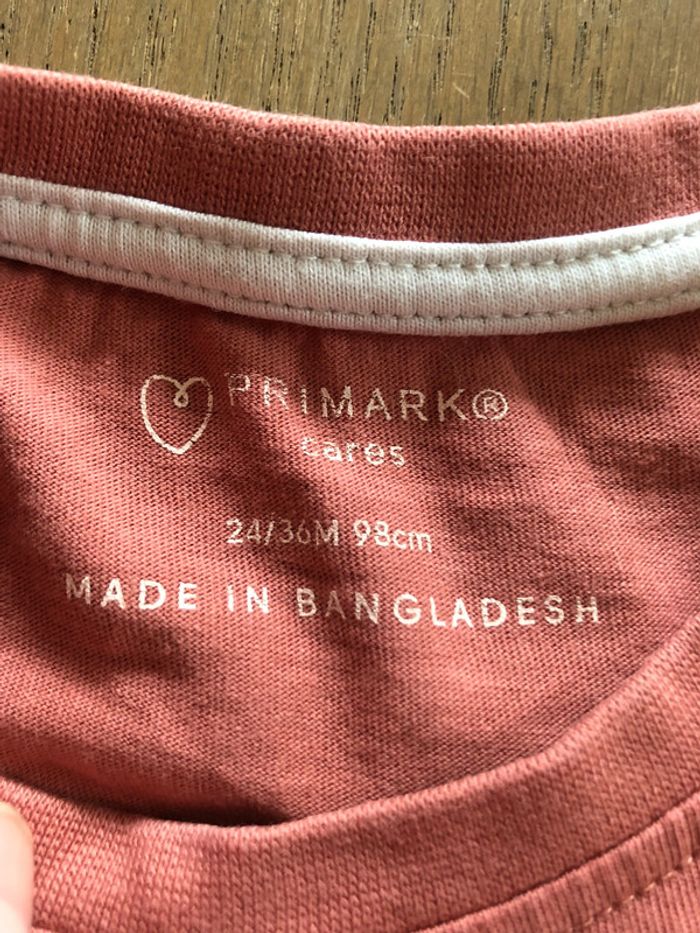 PRIMARK®
cares
24/36M 98cm
MADE IN BANGLADESH